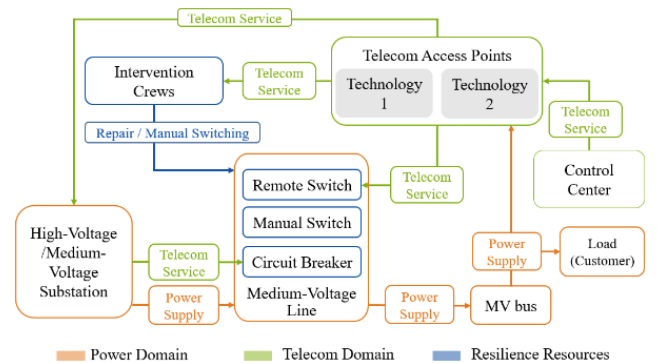 Telecom Service
Telecom Access Points
Technology
1
Technology
2
Intervention
Crews
Telecom
Service
Telecom
Service
Repair / Manual Switching
Control
Center
Telecom
Service
Remote Switch
Manual Switch
Circuit Breaker
Medium-Voltage
Line
High-Voltage
/Medium-
Voltage
Substation
Telecom
Service
Power
Supply
Power
Supply
MV bus
Power
Supply
Load
(Customer)
Power Domain
Telecom Domain
Resilience Resources